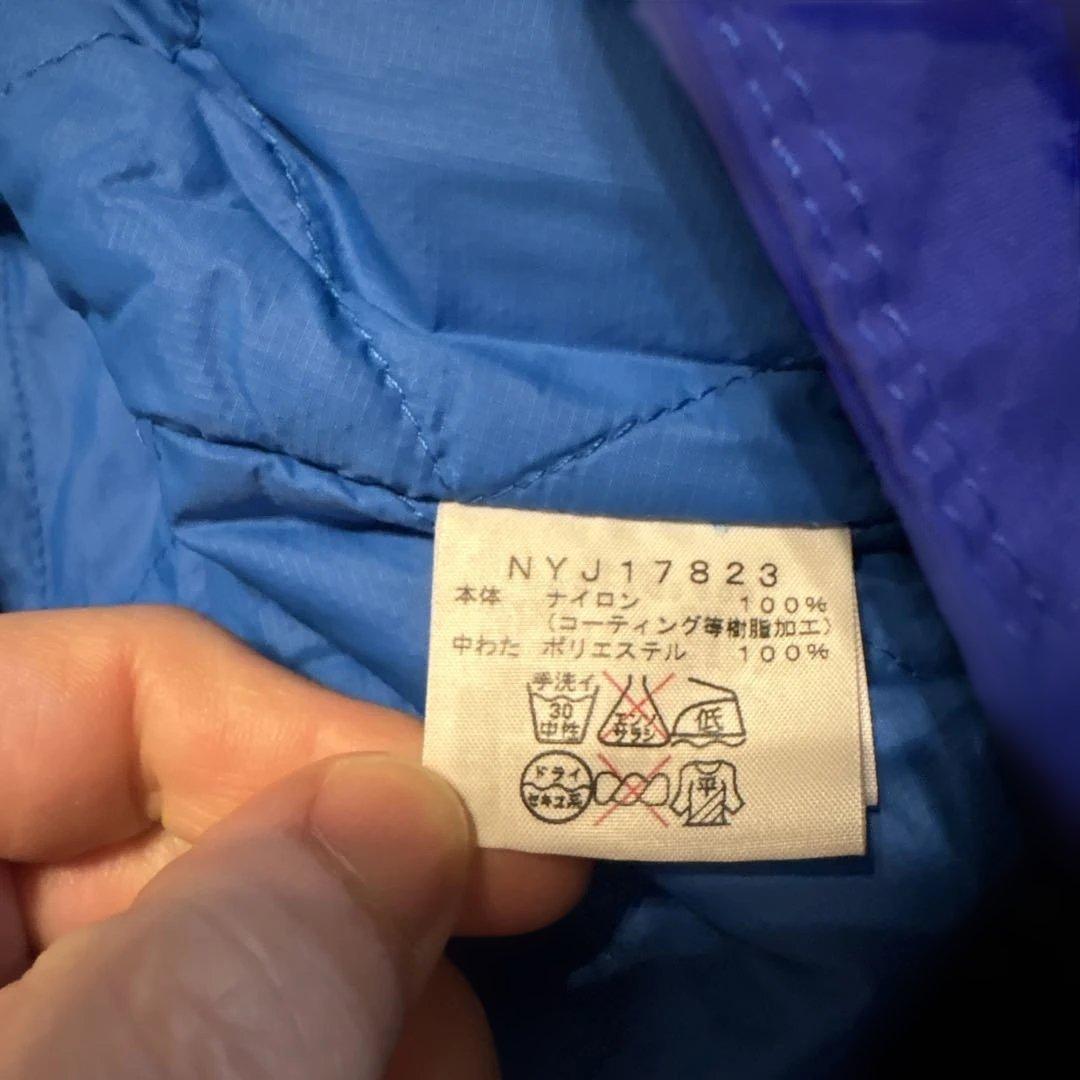 NYJ17823
本体 ナイロン 100%
(コーティング等樹脂加工)
中わた ポリエステル 100%
手洗イ
30
中性
エンソ
サラシ
低
ドライ
セキユ系
平